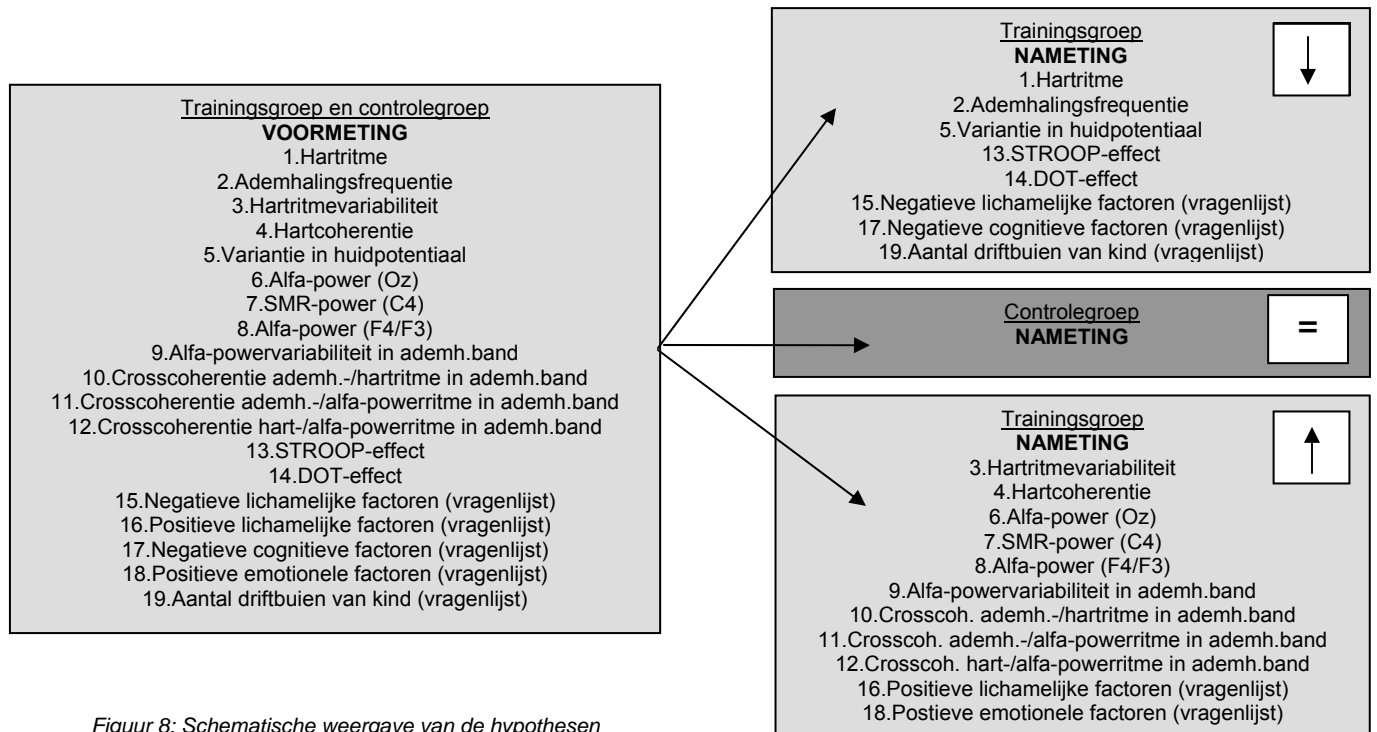 Trainingsgroep en controlegroep
VOORMETING
1.Hartritme
2.Ademhalingsfrequentie
3.Hartritmevariabiliteit
4.Hartcoherentie
5.Variantie in huidpotentiaal
6.Alfa-power (Oz)
7.SMR-power (C4)
8.Alfa-power (F4/F3)
9.Alfa-powervariabiliteit in ademh.band
10.Crosscoherentie ademh.-/hartritme in ademh.band
11.Crosscoherentie ademh.-/alfa-powerritme in ademh.band
12.Crosscoherentie hart-/alfa-powerritme in ademh.band
13.STROOP-effect
14.DOT-effect
15.Negatieve lichamelijke factoren (vragenlijst)
16.Positieve lichamelijke factoren (vragenlijst)
17.Negatieve cognitieve factoren (vragenlijst)
18.Positieve emotionele factoren (vragenlijst)
19.Aantal driftbuien van kind (vragenlijst)
Trainingsgroep
NAMETING
1.Hartritme
2.Ademhalingsfrequentie
5.Variantie in huidpotentiaal
13.STROOP-effect
14.DOT-effect
15.Negatieve lichamelijke factoren (vragenlijst)
17.Negatieve cognitieve factoren (vragenlijst)
19.Aantal driftbuien van kind (vragenlijst)
Controlegroep
NAMETING
=
Trainingsgroep
NAMETING
3.Hartritmevariabiliteit
4.Hartcoherentie
6.Alfa-power (Oz)
7.SMR-power (C4)
8.Alfa-power (F4/F3)
9.Alfa-powervariabiliteit in ademh.band
10.Crosscoh. ademh.-/hartritme in ademh.band
11.Crosscoh. ademh.-/alfa-powerritme in ademh.band
12.Crosscoh. hart-/alfa-powerritme in ademh.band
16.Positieve lichamelijke factoren (vragenlijst)
18.Postieve emotionele factoren (vragenlijst)
Figuur 8: Schematische weergave van de hypothesen